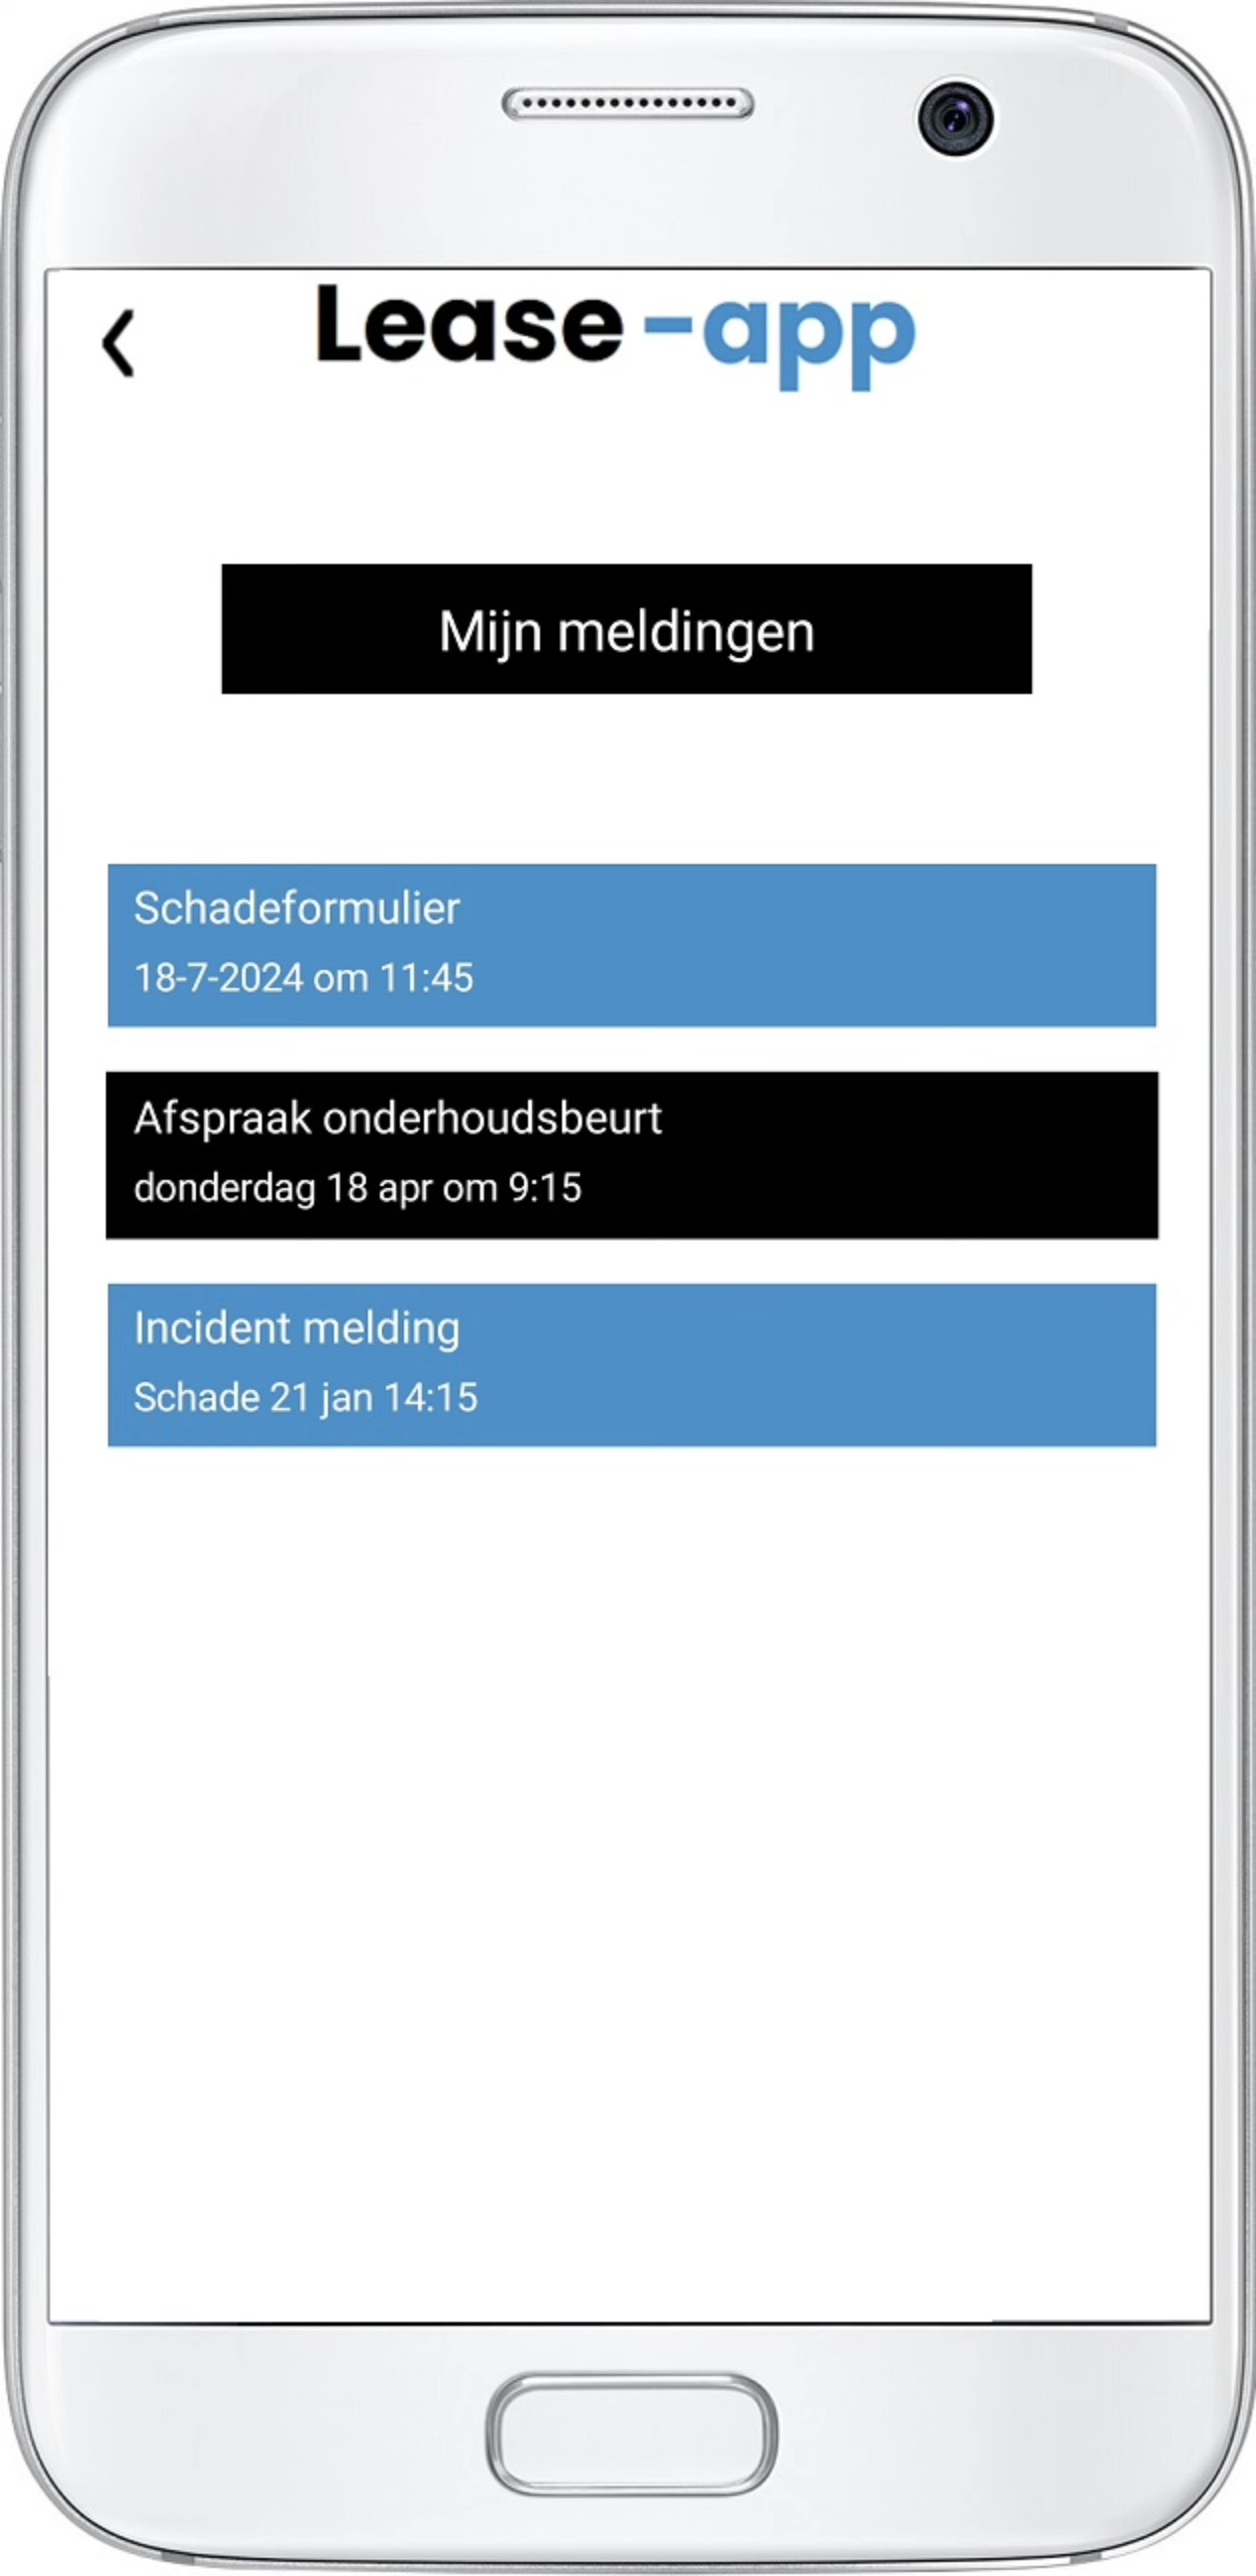 Lease-app
Mijn meldingen
Schadeformulier
18-7-2024 om 11:45
Afspraak onderhoudsbeurt
donderdag 18 apr om 9:15
Incident melding
Schade 21 jan 14:15